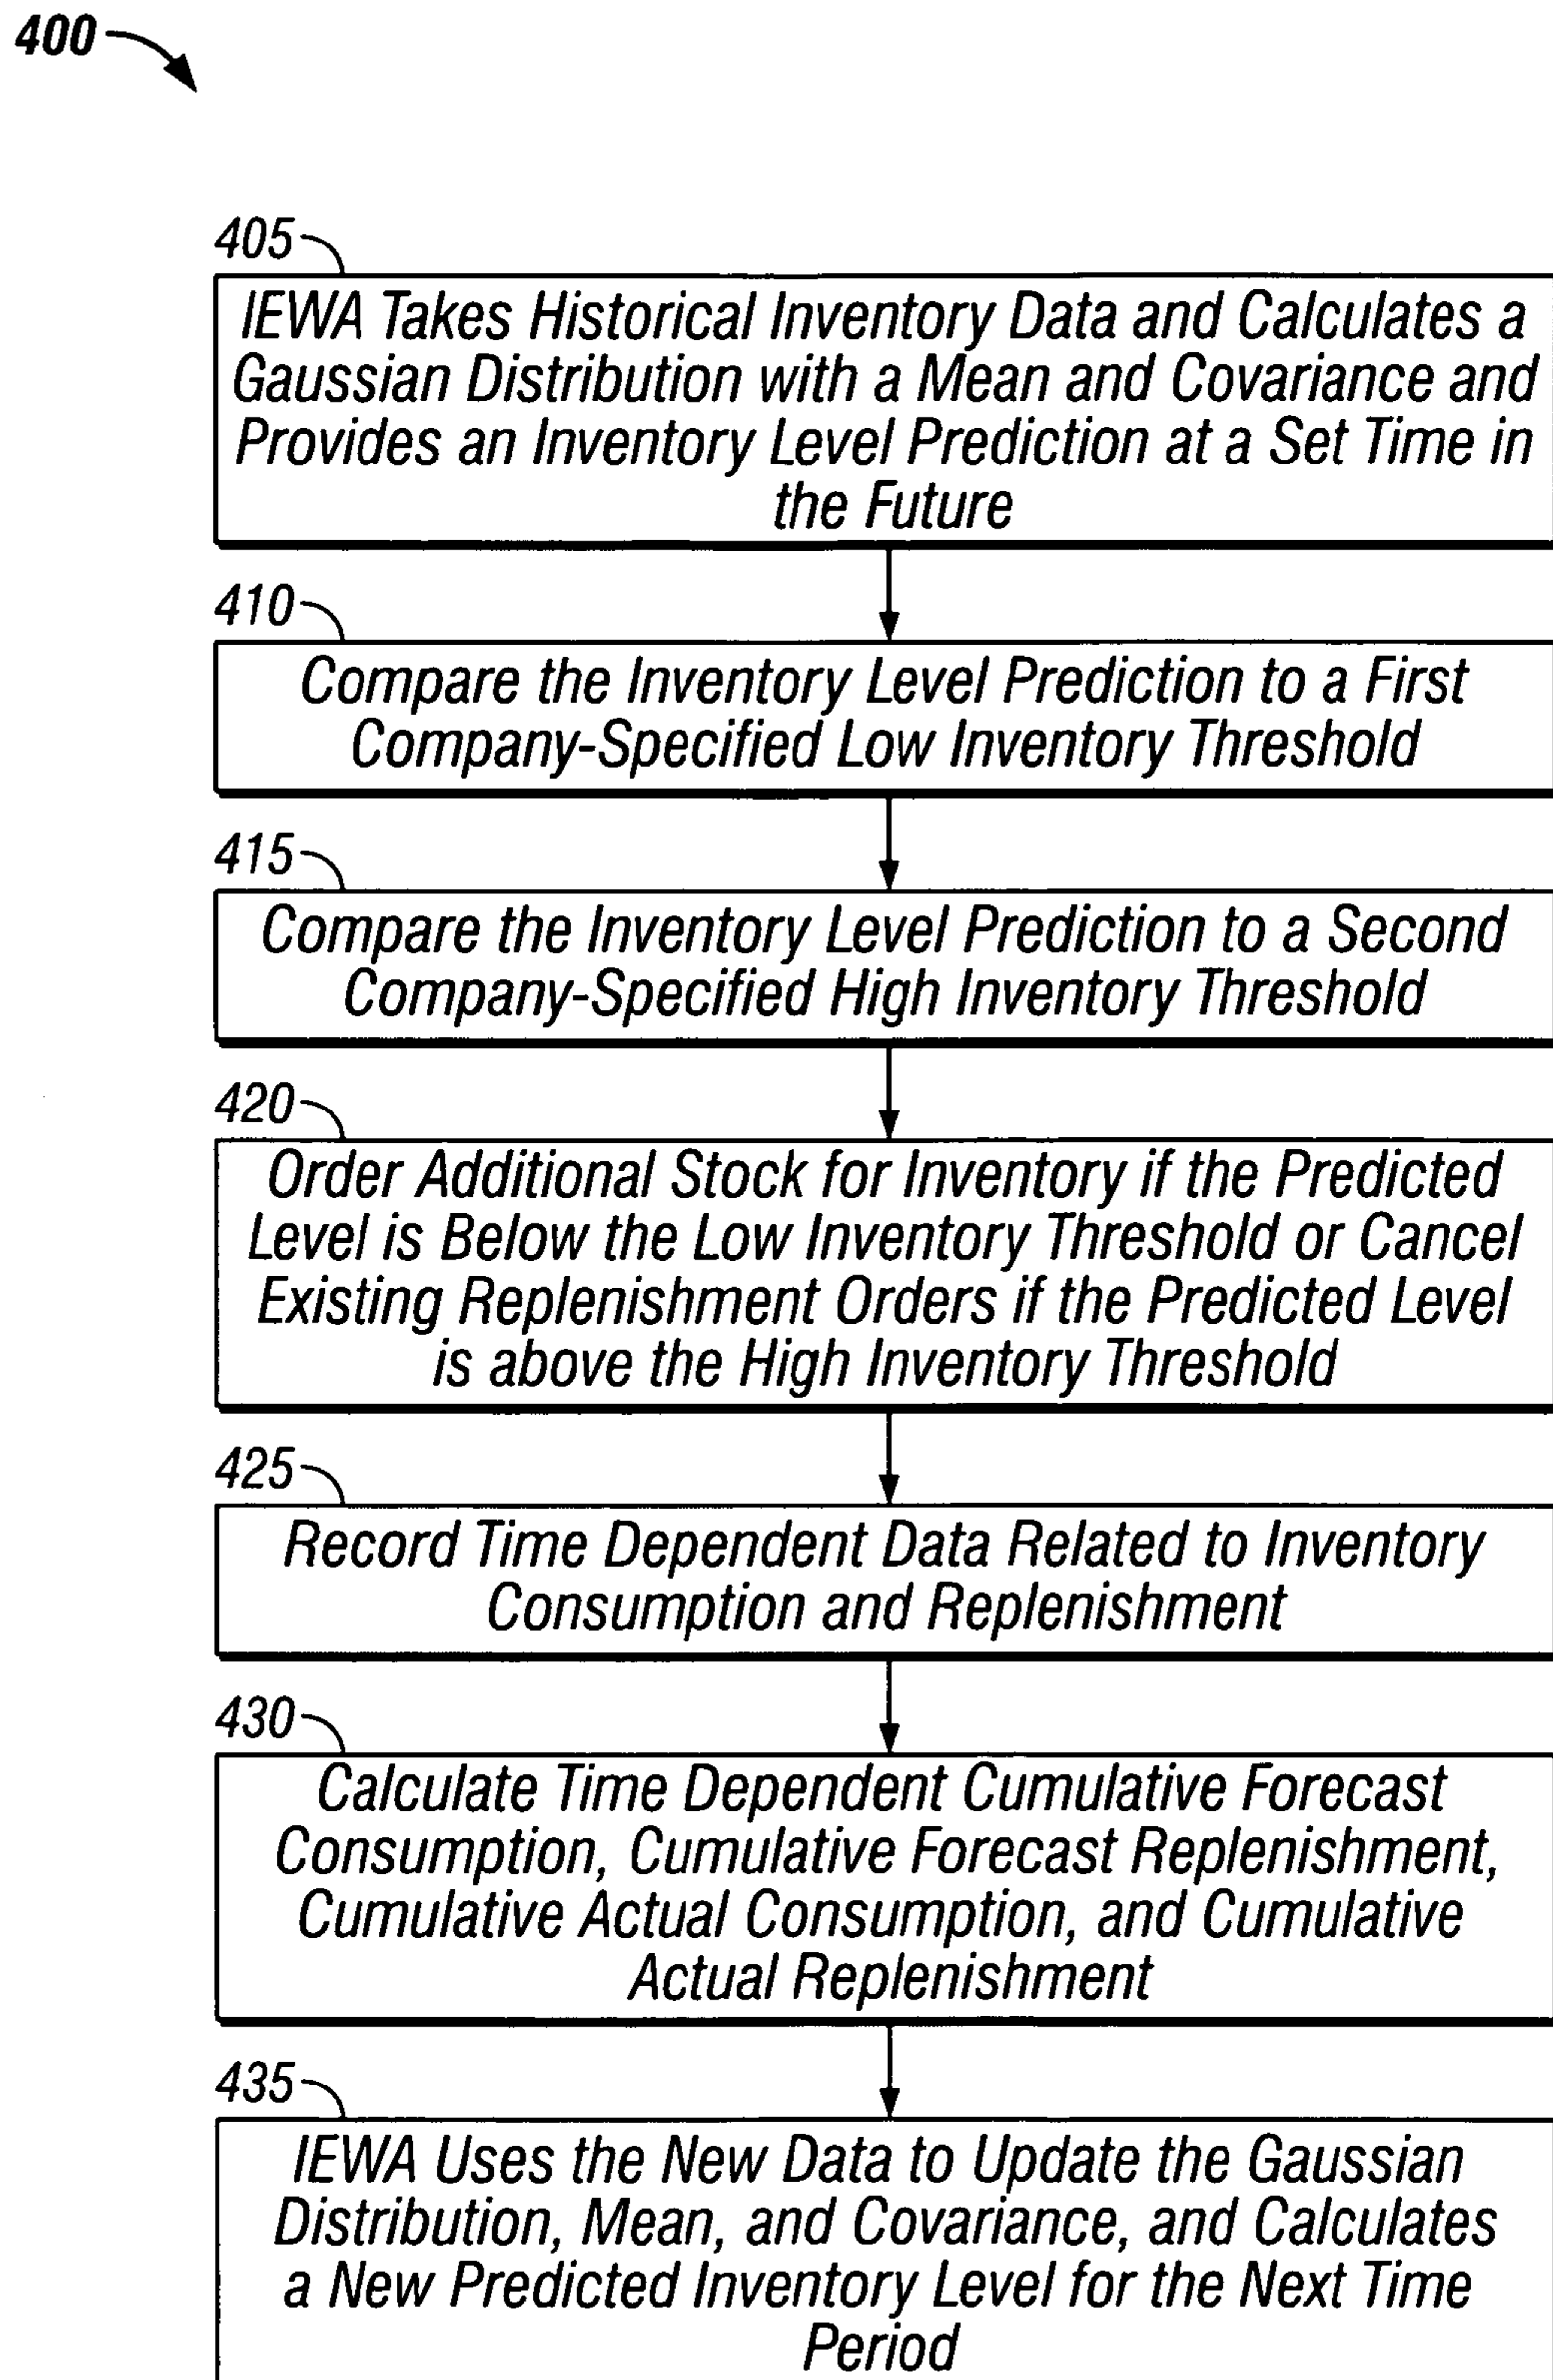 400
405
IEWA Takes Historical Inventory Data and Calculates a
Gaussian Distribution with a Mean and Covariance and
Provides an Inventory Level Prediction at a Set Time in
the Future
410
Compare the Inventory Level Prediction to a First
Company-Specified Low Inventory Threshold
415
Compare the Inventory Level Prediction to a Second
Company-Specified High Inventory Threshold
420
Order Additional Stock for Inventory if the Predicted
Level is Below the Low Inventory Threshold or Cancel
Existing Replenishment Orders if the Predicted Level
is above the High Inventory Threshold
425
Record Time Dependent Data Related to Inventory
Consumption and Replenishment
430
Calculate Time Dependent Cumulative Forecast
Consumption, Cumulative Forecast Replenishment,
Cumulative Actual Consumption, and Cumulative
Actual Replenishment
435
IEWA Uses the New Data to Update the Gaussian
Distribution, Mean, and Covariance, and Calculates
a New Predicted Inventory Level for the Next Time
Period